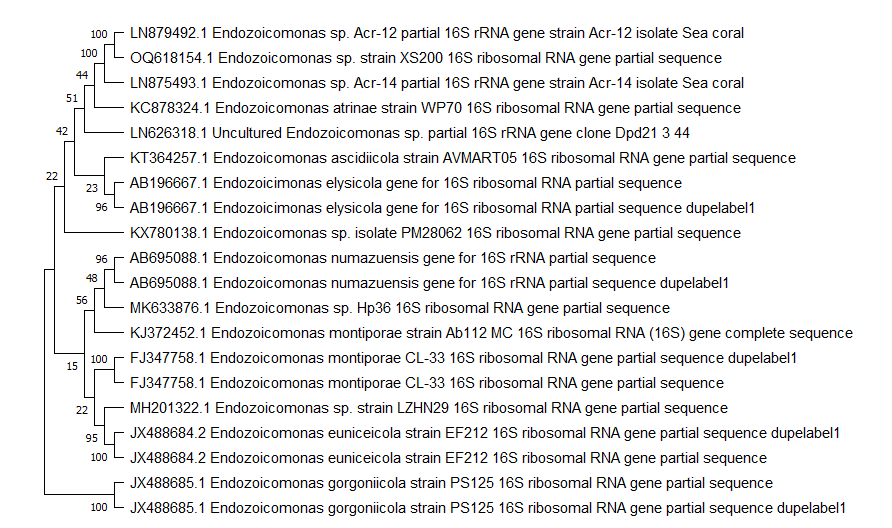 LN879492.1 Endozoicomonas sp. Acr-12 partial 16S rRNA gene strain Acr-12 isolate Sea coral
100
OQ618154.1 Endozoicomonas sp. strain XS200 16S ribosomal RNA gene partial sequence
100
LN875493.1 Endozoicomonas sp. Acr-14 partial 16S rRNA gene strain Acr-14 isolate Sea coral
44
KC878324.1 Endozoicomonas atrinae strain WP70 16S ribosomal RNA gene partial sequence
51
LN626318.1 Uncultured Endozoicomonas sp. partial 16S rRNA gene clone Dpd21 3 44
42
KT364257.1 Endozoicomonas ascidiicola strain AVMART05 16S ribosomal RNA gene partial sequence
22
AB196667.1 Endozoicimonas elysicola gene for 16S ribosomal RNA partial sequence
23
AB196667.1 Endozoicimonas elysicola gene for 16S ribosomal RNA partial sequence dupelabel1
96
KX780138.1 Endozoicomonas sp. isolate PM28062 16S ribosomal RNA gene partial sequence
AB695088.1 Endozoicomonas numazuensis gene for 16S rRNA partial sequence
96
AB695088.1 Endozoicomonas numazuensis gene for 16S rRNA partial sequence dupelabel1
48
MK633876.1 Endozoicomonas sp. Hp36 16S ribosomal RNA gene partial sequence
56
KJ372452.1 Endozoicomonas montiporae strain Ab112 MC 16S ribosomal RNA (16S) gene complete sequence
FJ347758.1 Endozoicomonas montiporae CL-33 16S ribosomal RNA gene partial sequence dupelabel1
100
15
FJ347758.1 Endozoicomonas montiporae CL-33 16S ribosomal RNA gene partial sequence
MH201322.1 Endozoicomonas sp. strain LZHN29 16S ribosomal RNA gene partial sequence
22
JX488684.2 Endozoicomonas euniceicola strain EF212 16S ribosomal RNA gene partial sequence dupelabel1
95
JX488684.2 Endozoicomonas euniceicola strain EF212 16S ribosomal RNA gene partial sequence
100
JX488685.1 Endozoicomonas gorgoniicola strain PS125 16S ribosomal RNA gene partial sequence
JX488685.1 Endozoicomonas gorgoniicola strain PS125 16S ribosomal RNA gene partial sequence dupelabel1
100